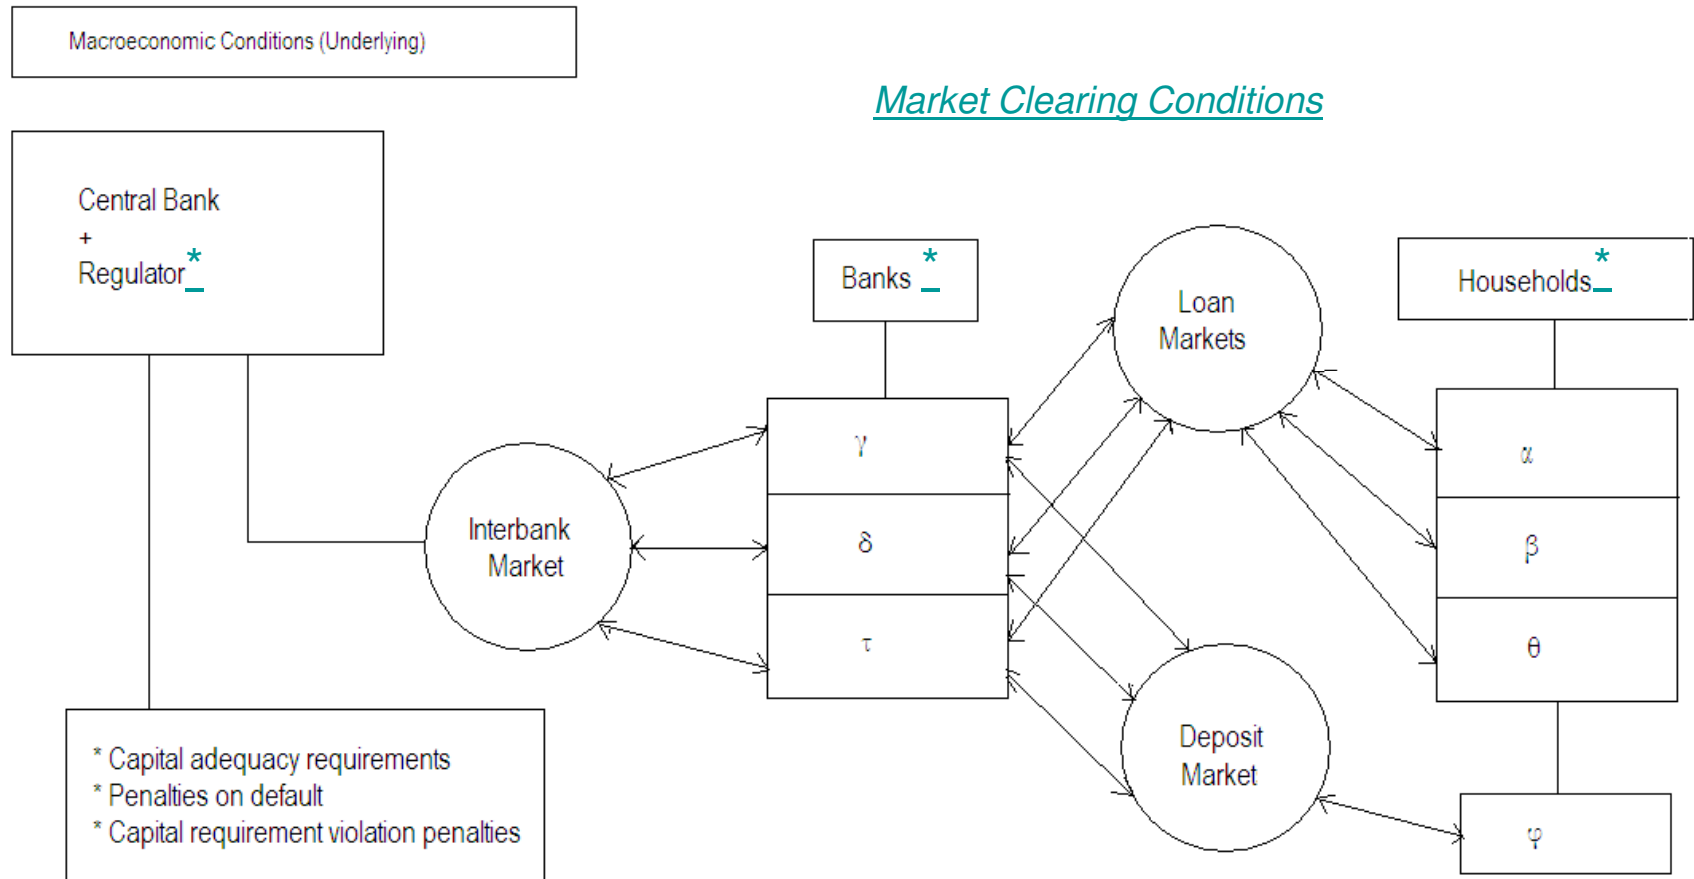 Macroeconomic Conditions (Underlying)
Market Clearing Conditions
Central Bank
+
Regulator*
Banks *
Households*
Loan
Markets
γ
δ
τ
α
β
θ
Interbank
Market
Deposit
Market
φ
* Capital adequacy requirements
* Penalties on default
* Capital requirement violation penalties